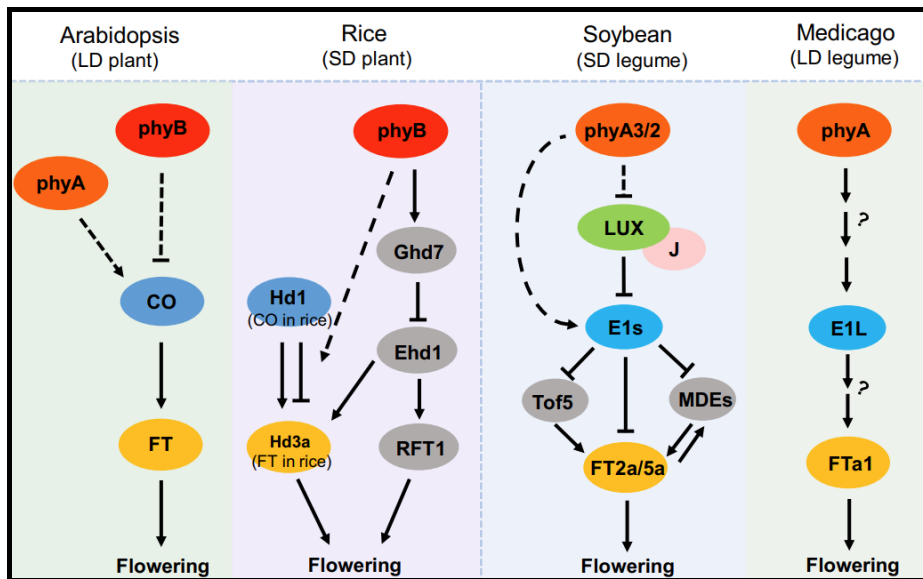 Arabidopsis
(LD plant)
phyB
phyA
CO
FT
Flowering
Rice
(SD plant)
phyB
Ghd7
Hd1
(CO in rice)
Ehd1
Hd3a
(FT in rice)
RFT1
Flowering
Soybean
(SD legume)
phyA3/2
LUX
J
E1s
Tof5
MDEs
FT2a/5a
Flowering
Medicago
(LD legume)
phyA
?
E1L
?
FTa1
Flowering